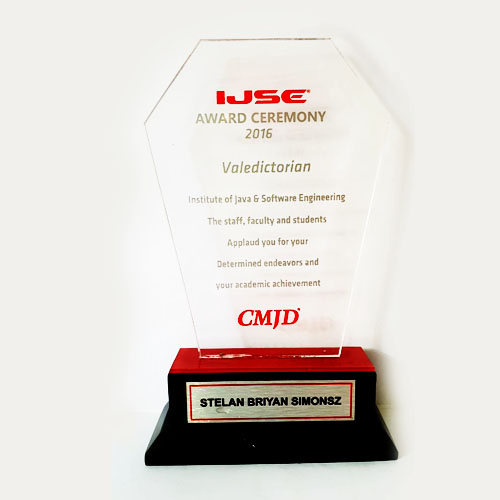 IJSE®
AWARD CEREMONY
2016
Valedictorian
Institute of Java & Software Engineering
The staff, faculty and students
Applaud you for your
Determined endeavors and
your academic achievement
CMJD
STELAN BRIYAN SIMONSZ